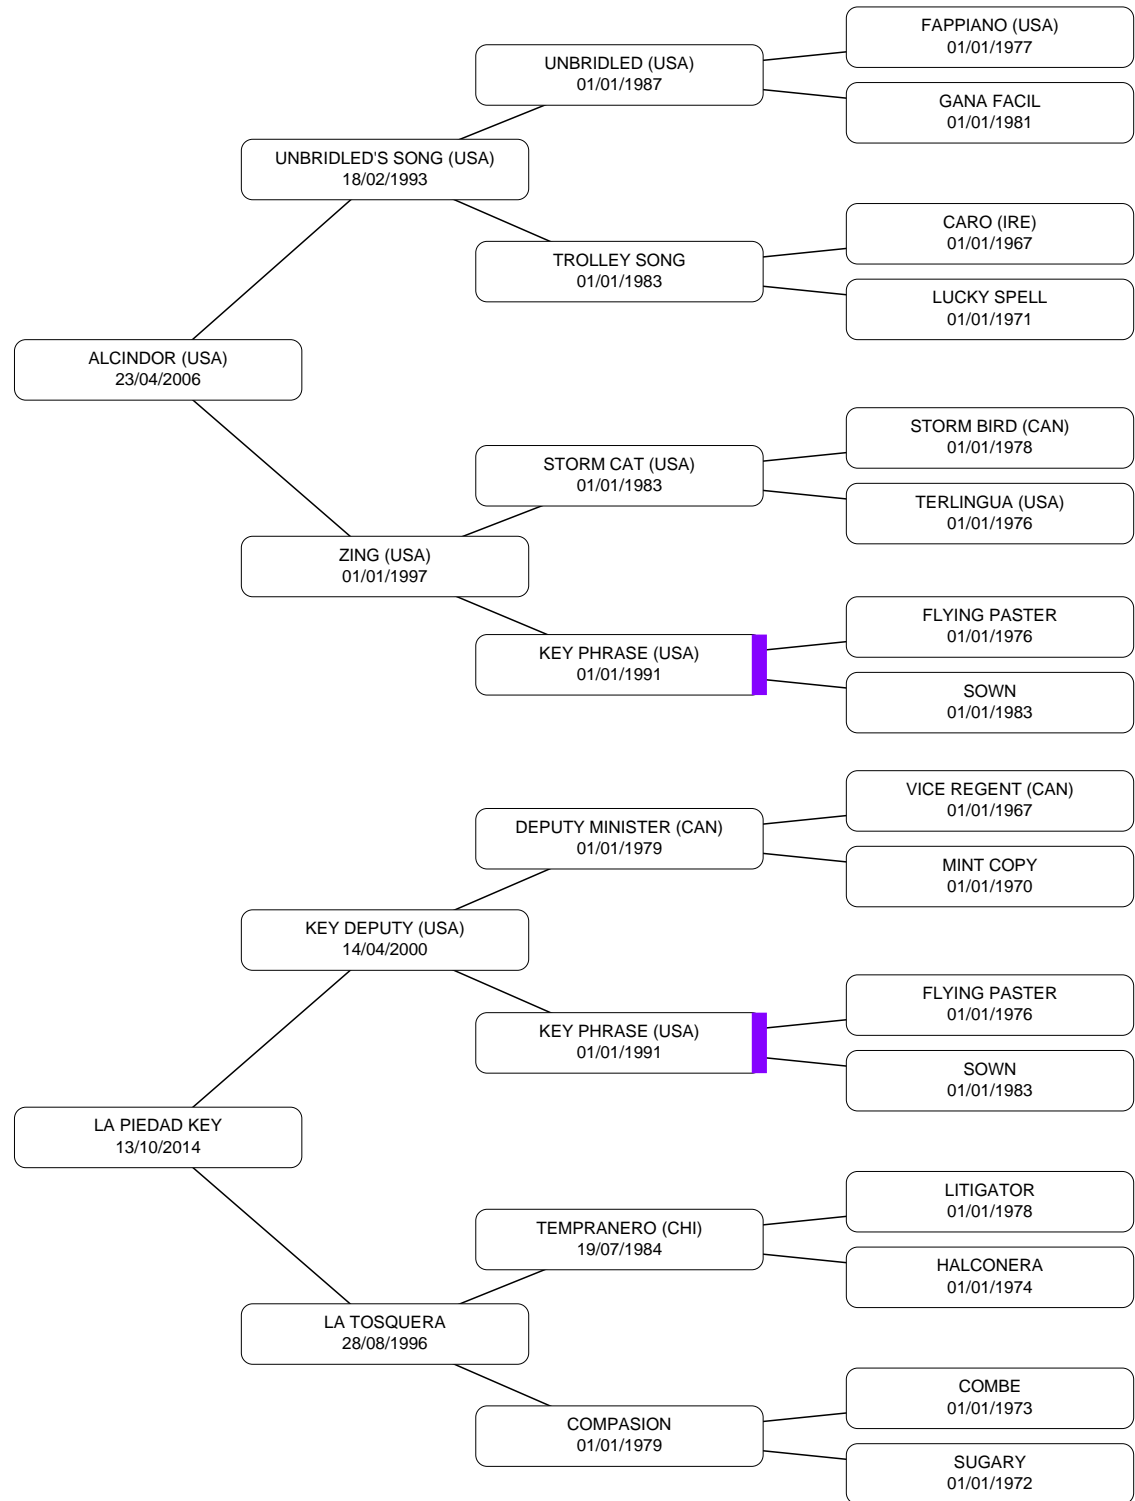 FAPPIANO (USA)
01/01/1977
UNBRIDLED (USA)
01/01/1987
GANA FACIL
01/01/1981
UNBRIDLED'S SONG (USA)
18/02/1993
CARO (IRE)
01/01/1967
TROLLEY SONG
01/01/1983
LUCKY SPELL
01/01/1971
ALCINDOR (USA)
23/04/2006
STORM BIRD (CAN)
01/01/1978
STORM CAT (USA)
01/01/1983
TERLINGUA (USA)
01/01/1976
ZING (USA)
01/01/1997
FLYING PASTER
01/01/1976
KEY PHRASE (USA)
01/01/1991
SOWN
01/01/1983
VICE REGENT (CAN)
01/01/1967
DEPUTY MINISTER (CAN)
01/01/1979
MINT COPY
01/01/1970
KEY DEPUTY (USA)
14/04/2000
FLYING PASTER
01/01/1976
KEY PHRASE (USA)
01/01/1991
SOWN
01/01/1983
LA PIEDAD KEY
13/10/2014
LITIGATOR
01/01/1978
TEMPRANERO (CHI)
19/07/1984
HALCONERA
01/01/1974
LA TOSQUERA
28/08/1996
COMBE
01/01/1973
COMPASION
01/01/1979
SUGARY
01/01/1972